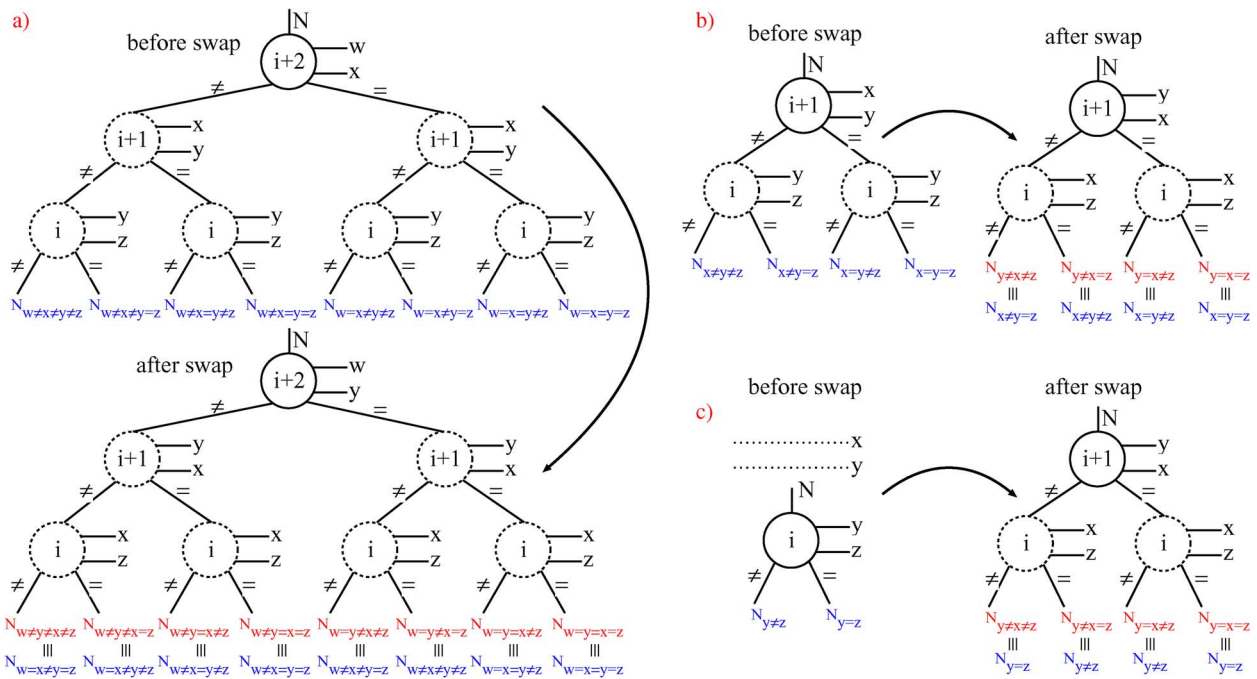 a)
before swap
N
i+2
w
x
≠ =
i+1 x y i+1 x y
≠ = ≠ =
i y z i y z i y z i y z
≠ = ≠ = ≠ = ≠ =
Nw≠x≠y≠z Nw≠x≠y=z Nw≠x=y≠z Nw≠x=y=z Nw=x≠y≠z Nw=x≠y=z Nw=x=y≠z Nw=x=y=z
after swap
N
i+2
w
y
≠ =
i+1 y x i+1 y x
≠ = ≠ =
i x z i x z i x z i x z
≠ = ≠ = ≠ = ≠ =
Nw≠y≠x≠z Nw≠y≠x=z Nw≠y=x≠z Nw≠y=x=z Nw=y≠x≠z Nw=y≠x=z Nw=y=x≠z Nw=y=x=z
≡ ≡ ≡ ≡ ≡ ≡ ≡ ≡
Nw=x≠y=z Nw=x≠y≠z Nw≠x=y≠z Nw≠x=y=z Nw≠x≠y=z Nw≠x≠y≠z Nw=x=y≠z Nw=x=y=z
b)
before swap
N
i+1
x
y
≠ =
i y z i y z
≠ = ≠ =
Nx≠y≠z Nx≠y=z Nx=y≠z Nx=y=z
after swap
N
i+1
y
x
≠ =
i x z i x z
≠ = ≠ =
Ny≠x≠z Ny≠x=z Ny=x≠z Ny=x=z
≡ ≡ ≡ ≡
Nx≠y=z Nx≠y≠z Nx=y≠z Nx=y=z
c)
before swap
x
y
N
i
y
z
≠ =
Ny≠z Ny=z
after swap
N
i+1
y
x
≠ =
i x z i x z
≠ = ≠ =
Ny≠x≠z Ny≠x=z Ny=x≠z Ny=x=z
≡ ≡ ≡ ≡
Ny=z Ny≠z Ny≠z Ny=z